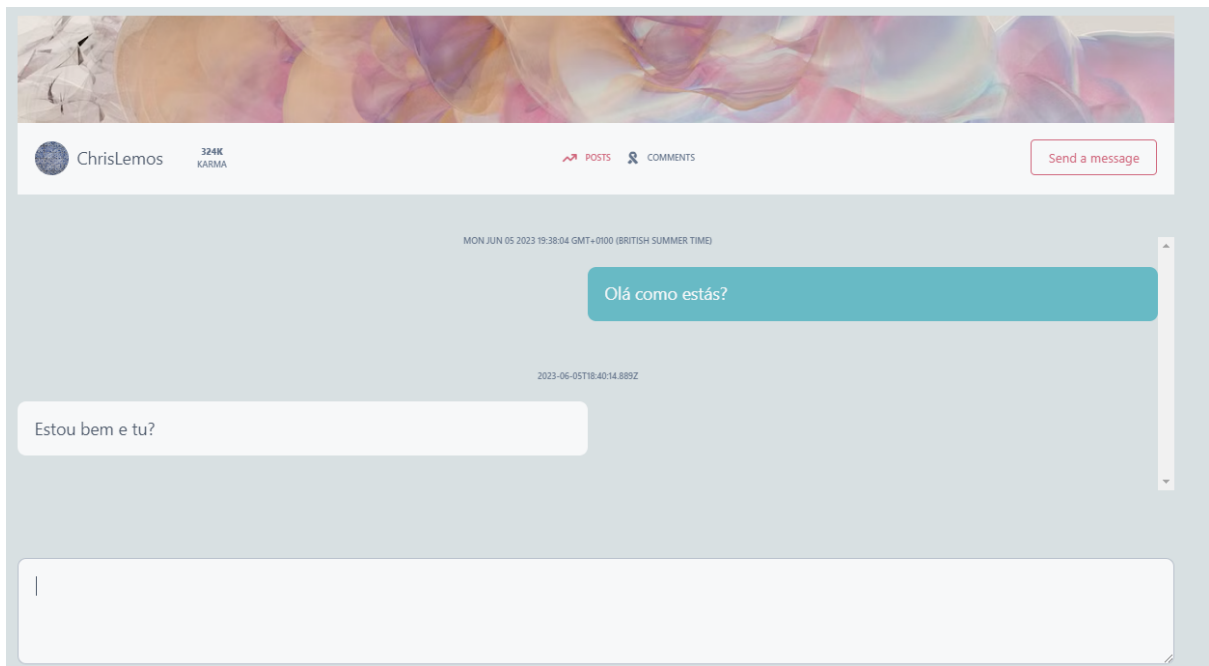 ChrisLemos
324K
KARMA
POSTS
COMMENTS
Send a message
MON JUN 05 2023 19:38:04 GMT+0100 (BRITISH SUMMER TIME)
Olá como estás?
2023-06-05T18:40:14.889Z
Estou bem e tu?